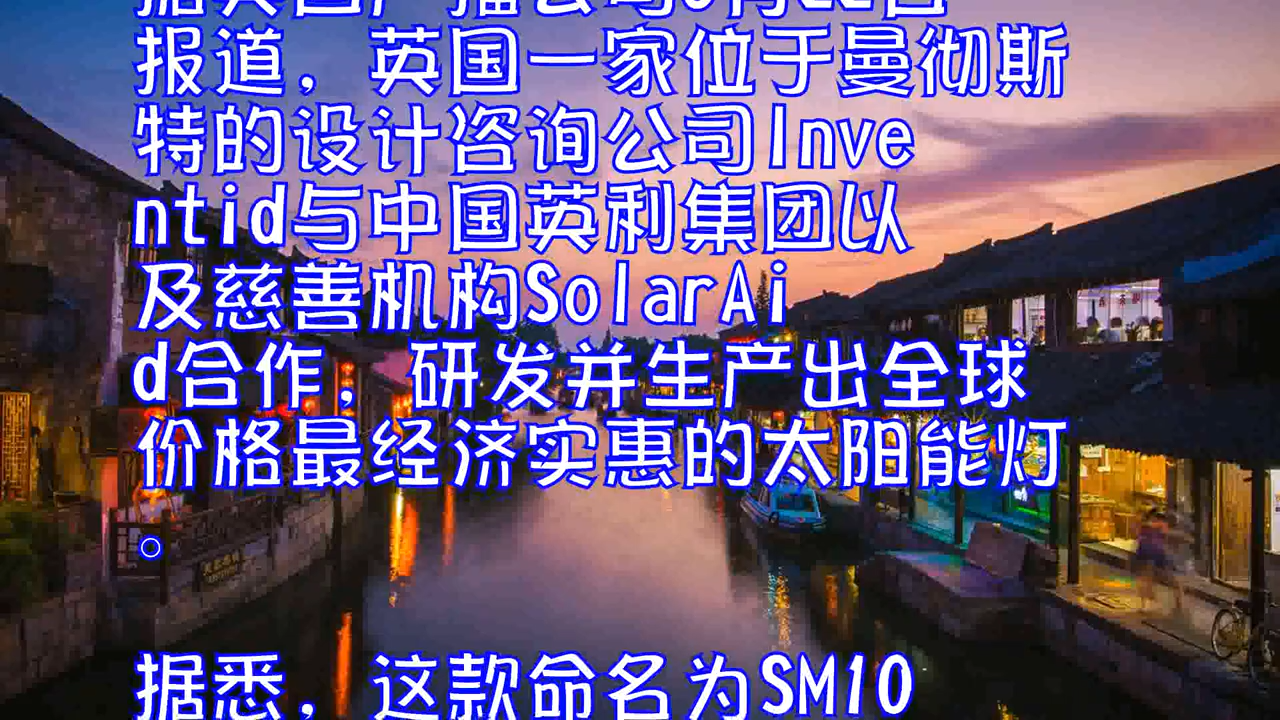 报道，英国一家位于曼彻斯
特的设计咨询公司Inve
ntid与中国英利集团以
及慈善机构SolarAi
d合作，研发并生产出全球
价格最经济实惠的太阳能灯
。
据悉，这款命名为SM10